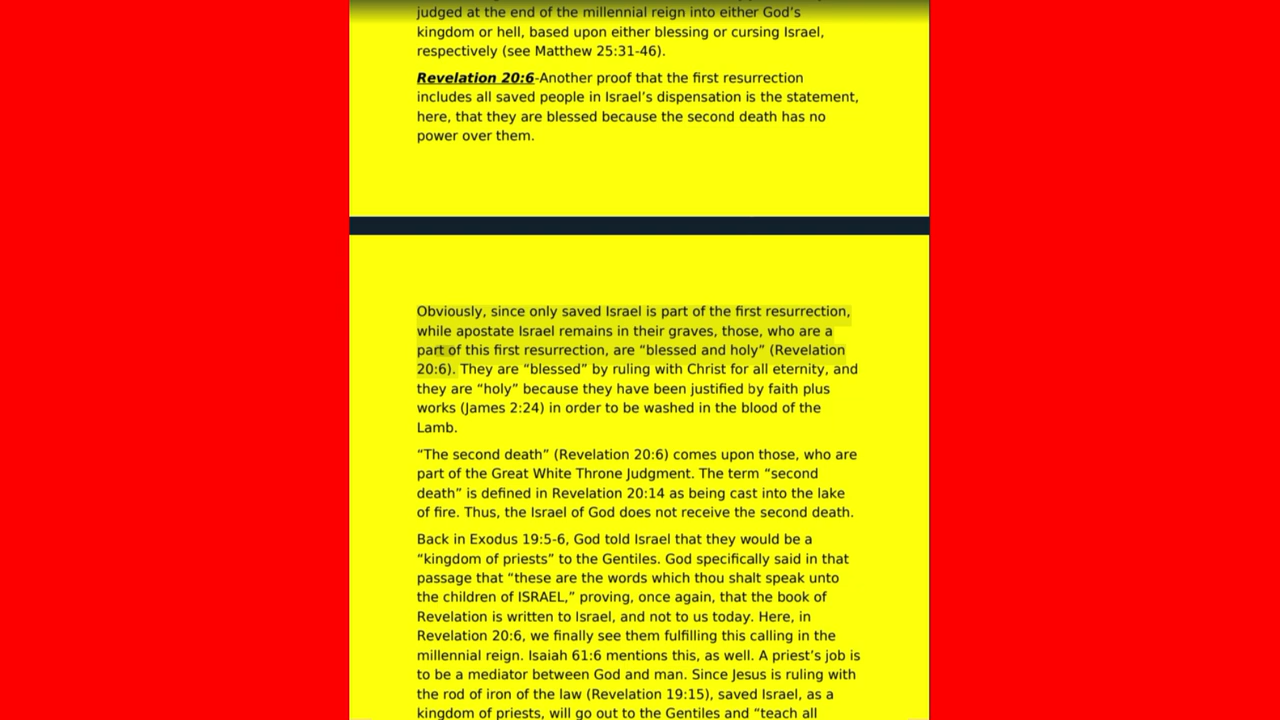 judged at the end of the millennial reign into either God’s
kingdom or hell, based upon either blessing or cursing Israel,
respectively (see Matthew 25:31-46).
Revelation 20:6-Another proof that the first resurrection
includes all saved people in Israel’s dispensation is the statement,
here, that they are blessed because the second death has no
power over them.
Obviously, since only saved Israel is part of the first resurrection,
while apostate Israel remains in their graves, those, who are a
part of this first resurrection, are “blessed and holy” (Revelation
20:6). They are “blessed” by ruling with Christ for all eternity, and
they are “holy” because they have been justified by faith plus
works (James 2:24) in order to be washed in the blood of the
Lamb.
“The second death” (Revelation 20:6) comes upon those, who are
part of the Great White Throne Judgment. The term “second
death” is defined in Revelation 20:14 as being cast into the lake
of fire. Thus, the Israel of God does not receive the second death.
Back in Exodus 19:5-6, God told Israel that they would be a
“kingdom of priests” to the Gentiles. God specifically said in that
passage that “these are the words which thou shalt speak unto
the children of ISRAEL,” proving, once again, that the book of
Revelation is written to Israel, and not to us today. Here, in
Revelation 20:6, we finally see them fulfilling this calling in the
millennial reign. Isaiah 61:6 mentions this, as well. A priest’s job is
to be a mediator between God and man. Since Jesus is ruling with
the rod of iron of the law (Revelation 19:15), saved Israel, as a
kingdom of priests, will go out to the Gentiles and “teach all